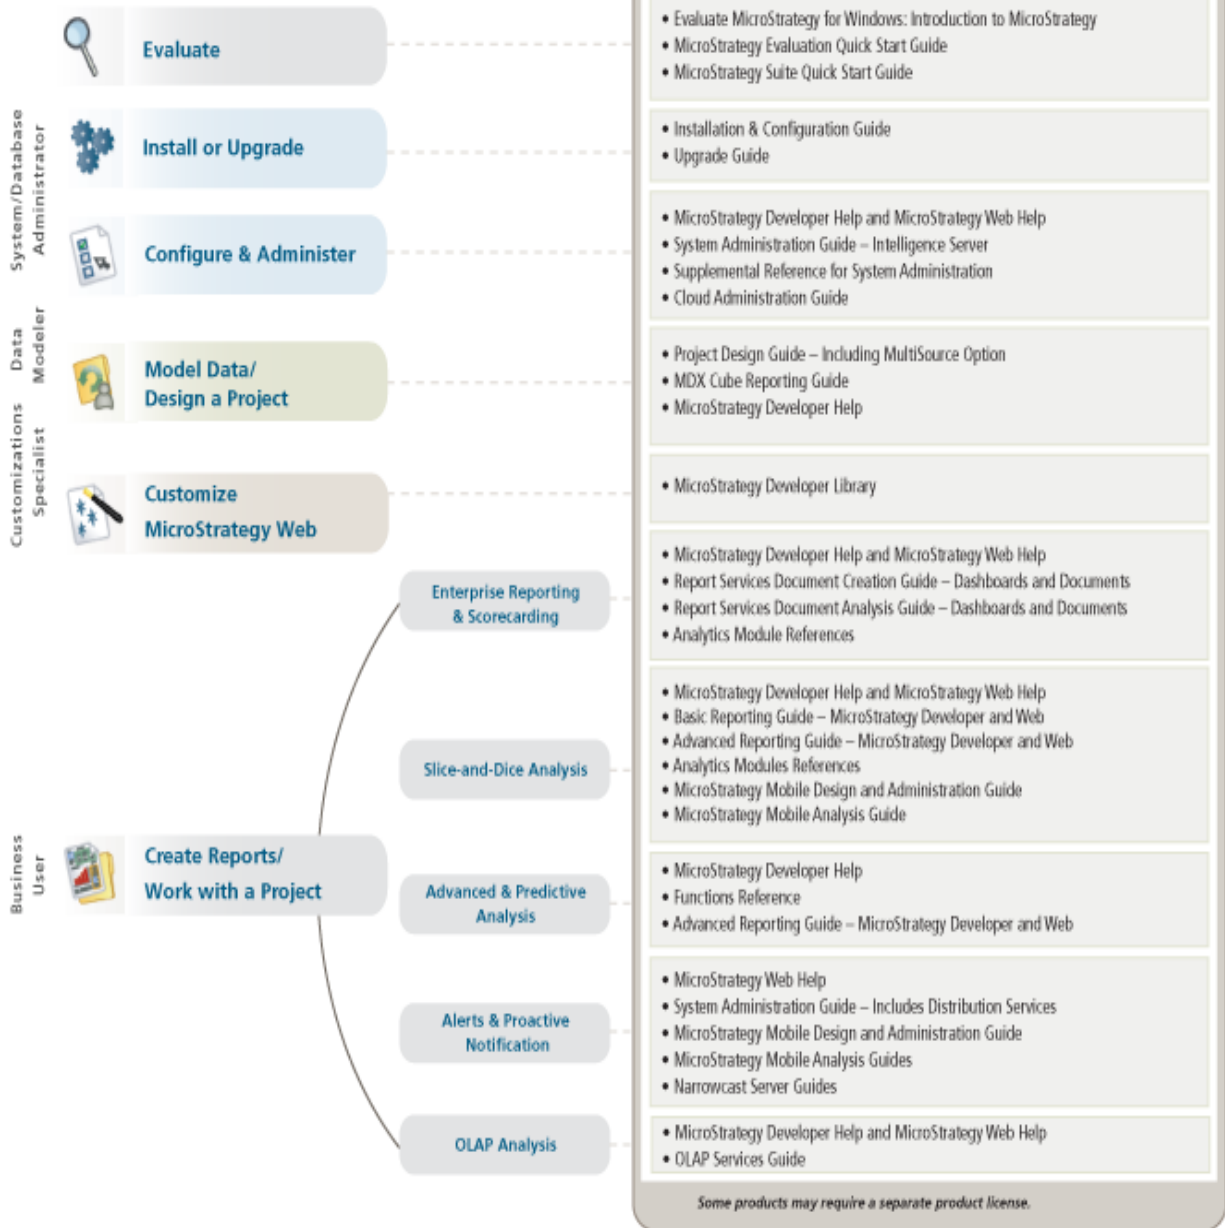 Evaluate
• Evaluate MicroStrategy for Windows: Introduction to MicroStrategy
• MicroStrategy Evaluation Quick Start Guide
• MicroStrategy Suite Quick Start Guide
System/Database
Administrator
Install or Upgrade
• Installation & Configuration Guide
• Upgrade Guide
Configure & Administer
• MicroStrategy Developer Help and MicroStrategy Web Help
• System Administration Guide – Intelligence Server
• Supplemental Reference for System Administration
• Cloud Administration Guide
Data
Modeler
Model Data/
Design a Project
• Project Design Guide – Including MultiSource Option
• MDX Cube Reporting Guide
• MicroStrategy Developer Help
Customizations
Specialist
Customize
MicroStrategy Web
• MicroStrategy Developer Library
Business
User
Create Reports/
Work with a Project
Enterprise Reporting
& Scorecarding
• MicroStrategy Developer Help and MicroStrategy Web Help
• Report Services Document Creation Guide – Dashboards and Documents
• Report Services Document Analysis Guide – Dashboards and Documents
• Analytics Module References
Slice-and-Dice Analysis
• MicroStrategy Developer Help and MicroStrategy Web Help
• Basic Reporting Guide – MicroStrategy Developer and Web
• Advanced Reporting Guide – MicroStrategy Developer and Web
• Analytics Modules References
• MicroStrategy Mobile Design and Administration Guide
• MicroStrategy Mobile Analysis Guide
Advanced & Predictive
Analysis
• MicroStrategy Developer Help
• Functions Reference
• Advanced Reporting Guide – MicroStrategy Developer and Web
Alerts & Proactive
Notification
• MicroStrategy Web Help
• System Administration Guide – Includes Distribution Services
• MicroStrategy Mobile Design and Administration Guide
• MicroStrategy Mobile Analysis Guides
• Narrowcast Server Guides
OLAP Analysis
• MicroStrategy Developer Help and MicroStrategy Web Help
• OLAP Services Guide
Some products may require a separate product license.